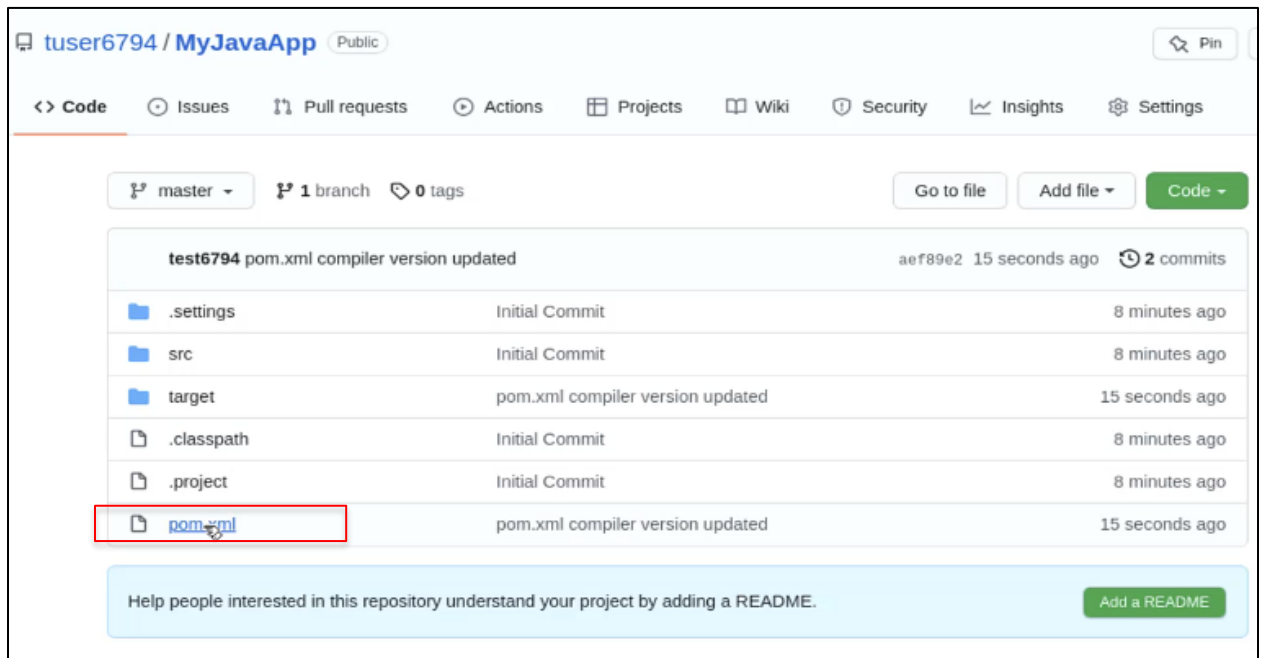 tuser6794 / MyJavaApp Public Pin
Code Issues Pull requests Actions Projects Wiki Security Insights Settings
master 1 branch 0 tags Go to file Add file Code
test6794 pom.xml compiler version updated aef89e2 15 seconds ago 2 commits
.settings Initial Commit 8 minutes ago
src Initial Commit 8 minutes ago
target pom.xml compiler version updated 15 seconds ago
.classpath Initial Commit 8 minutes ago
.project Initial Commit 8 minutes ago
pom.xml pom.xml compiler version updated 15 seconds ago
Help people interested in this repository understand your project by adding a README. Add a README